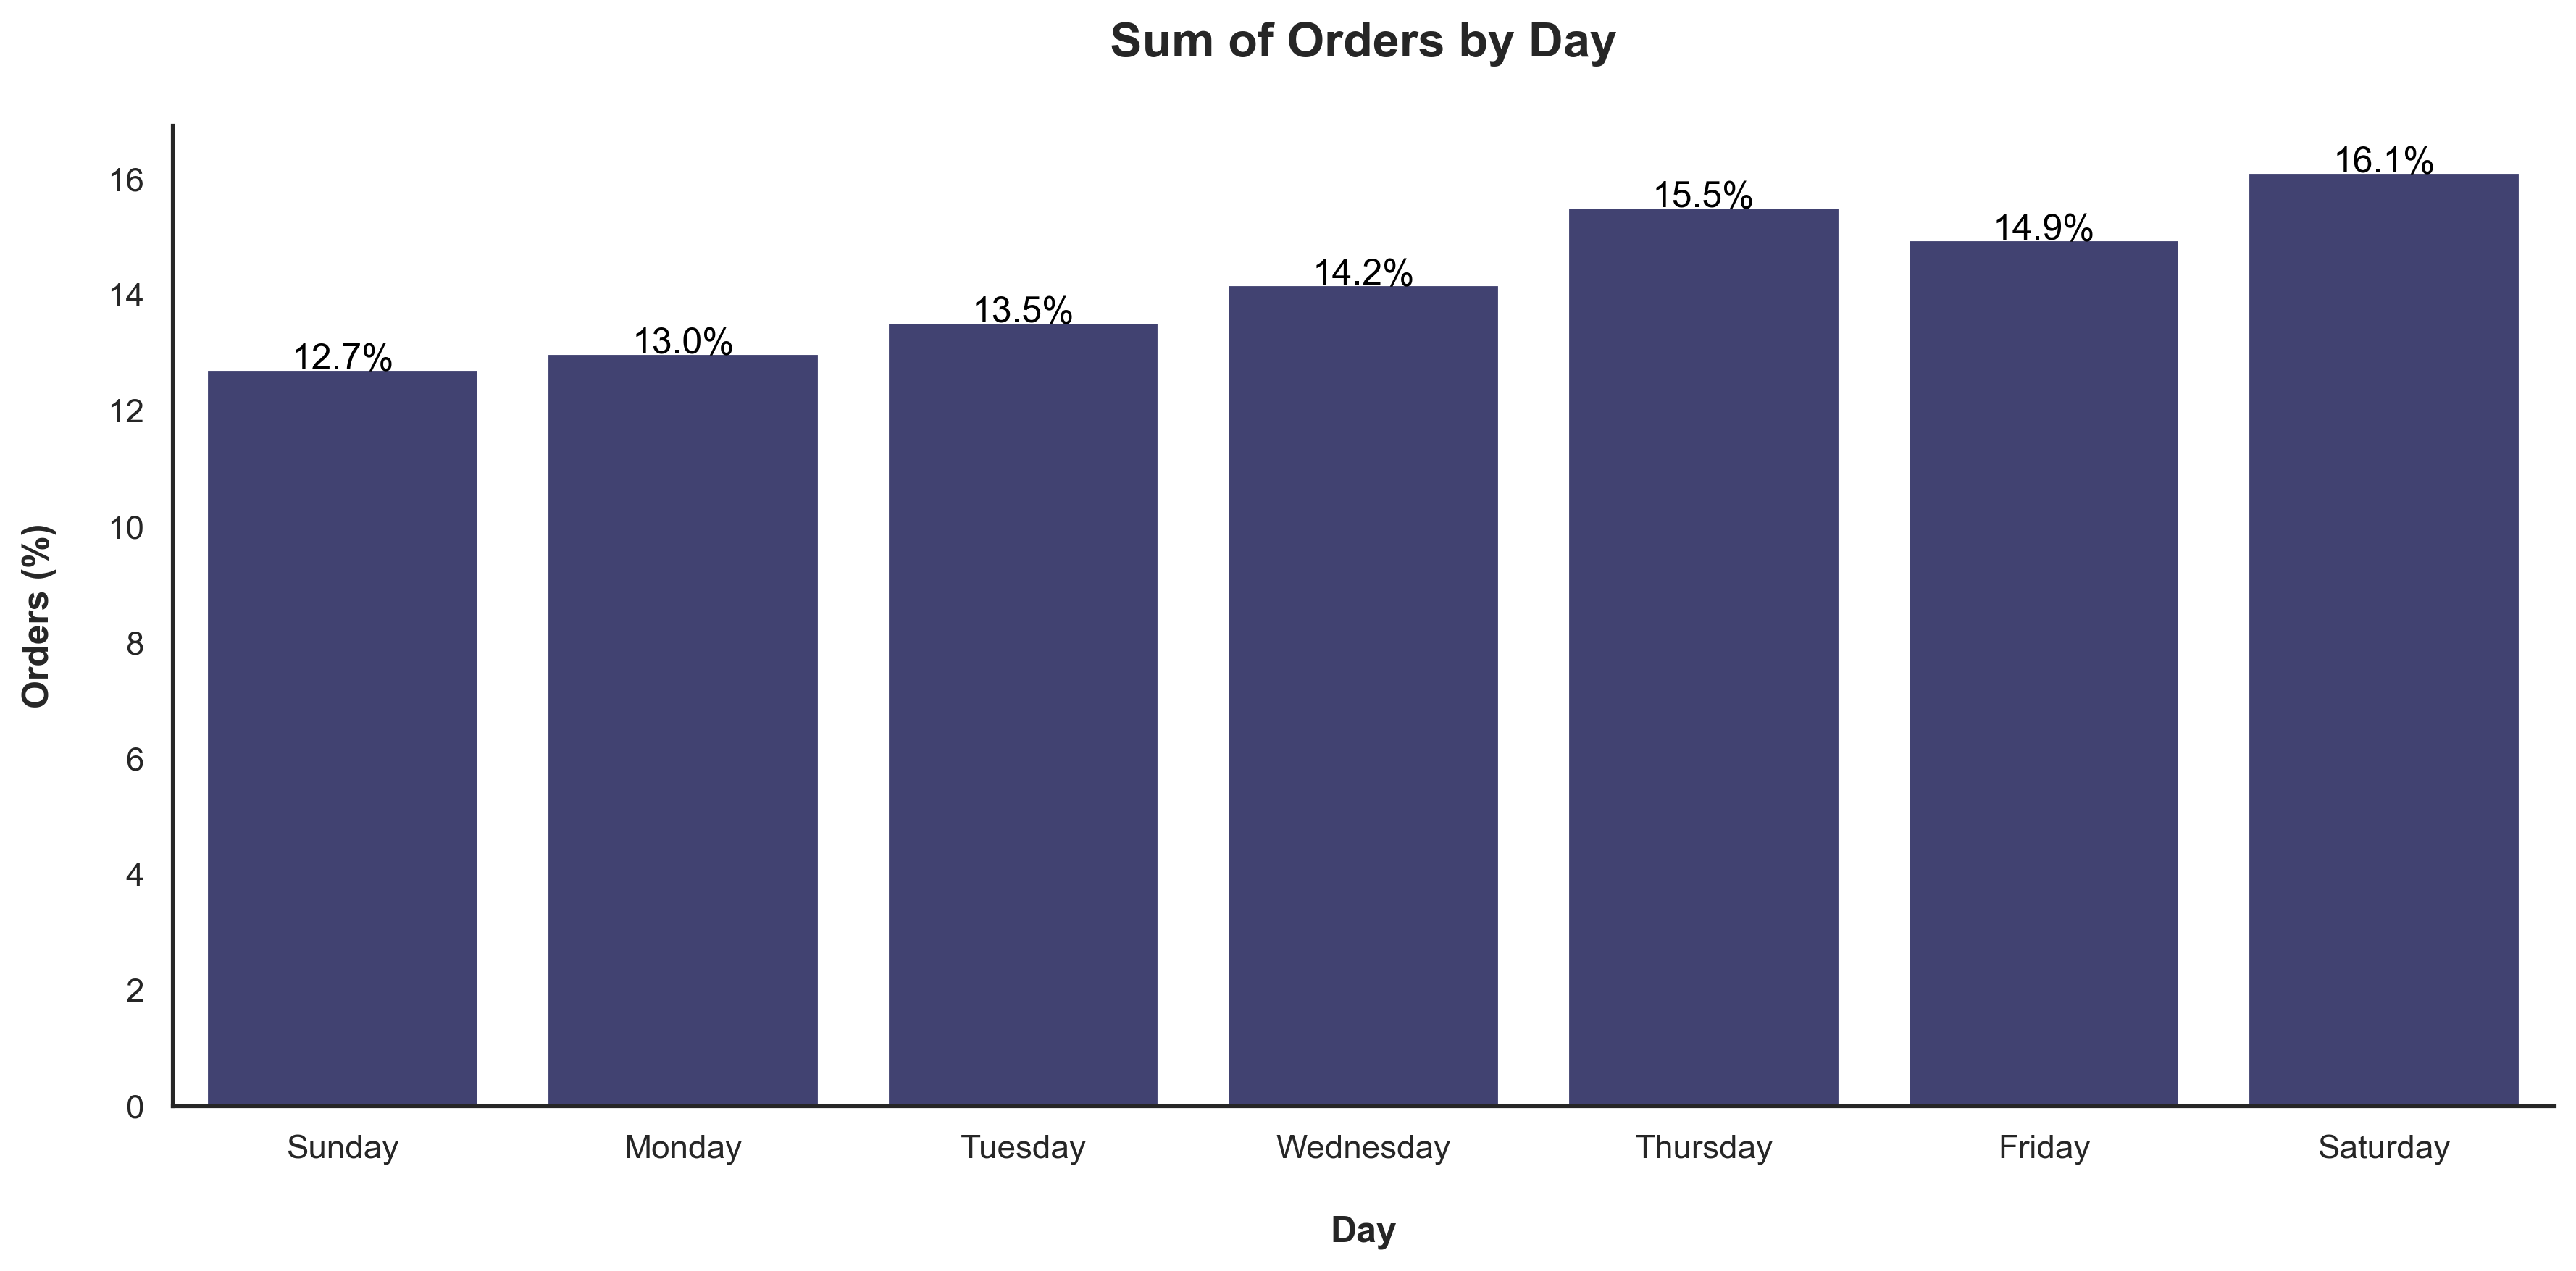 Sum of Orders by Day
Orders (%)
16
14
12
10
8
6
4
2
0
12.7%
13.0%
13.5%
14.2%
15.5%
14.9%
16.1%
Sunday
Monday
Tuesday
Wednesday
Thursday
Friday
Saturday
Day